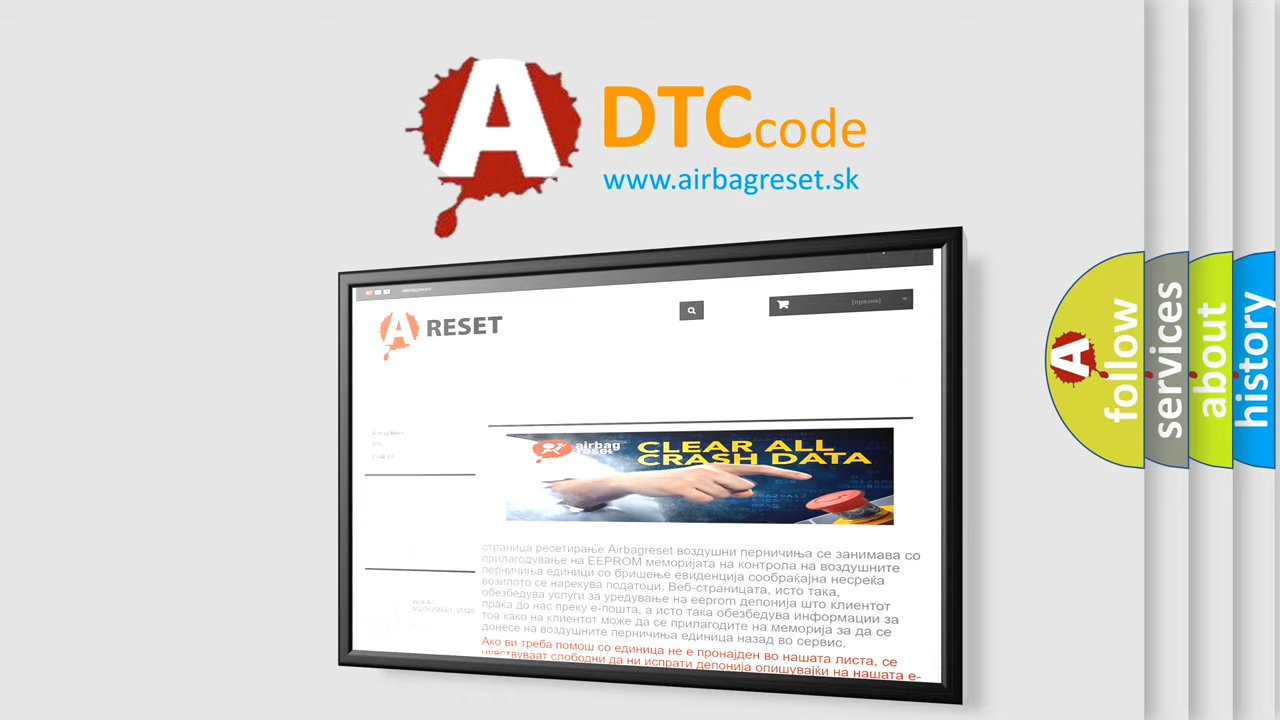 A
DTCcode
www.airbagreset.sk
A RESET
(празно)
airbag
reset
CLEAR ALL
CRASH DATA
страница ресетирање Airbagreset воздушни перничиња се занимава со
прилагодување на EEPROM меморијата на контрола на воздушните
перничиња единици со бришење евиденција сообраќајна несреќа
возилото се нарекува податоци. Веб-страницата, исто така,
обезбедува услуги за уредување на eeprom депонија што клиентот
праќа до нас преку е-пошта, а исто така обезбедува информации за
тоа како на клиентот може да се прилагодите на меморија за да се
донесе на воздушните перничиња единица назад во сервис.
Ако ви треба помош со единица не е пронајден во нашата листа, се
чувствуваат слободни да ни испрати депонија опишувајќи на нашата е-
A follow
services
about
history